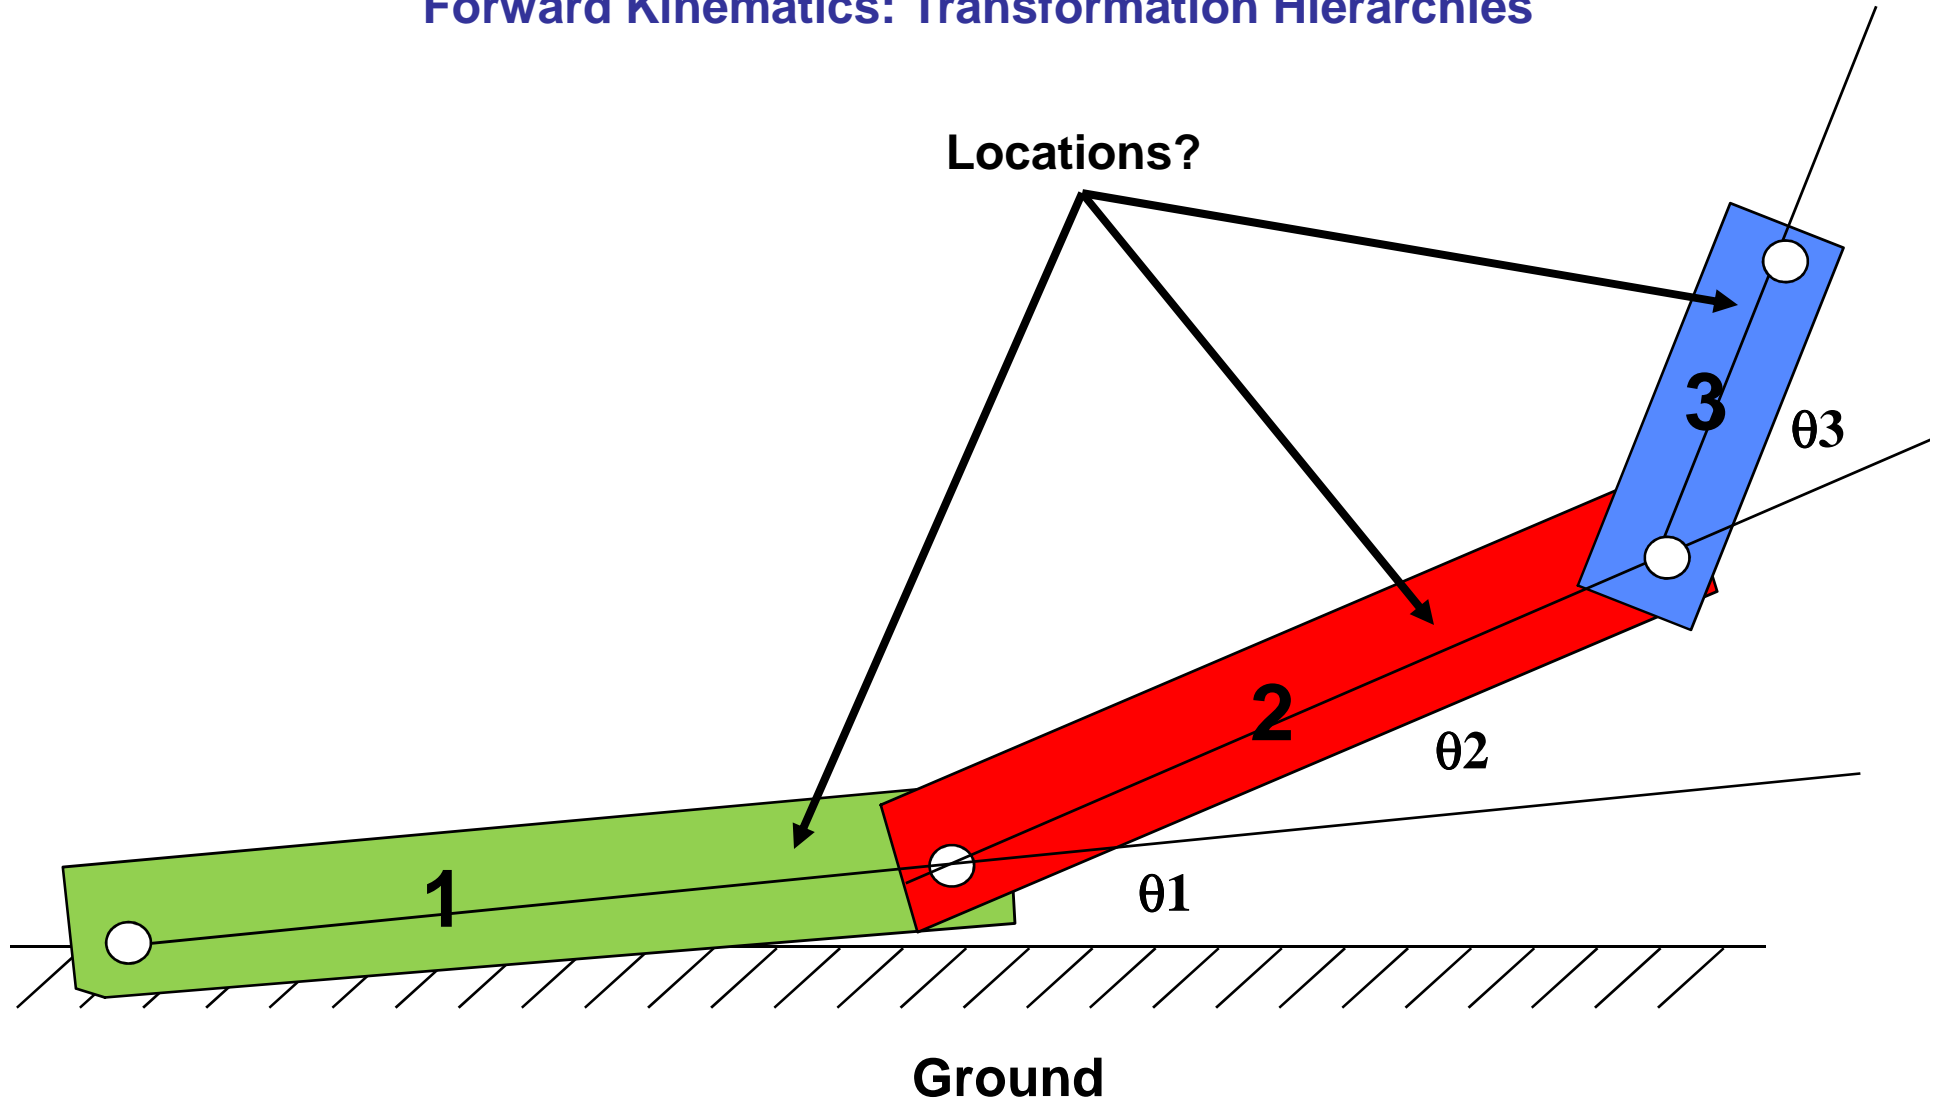 Forward Kinematics: Transformation Hierarchies
Locations?
3
θ3
2
θ2
1
θ1
Ground